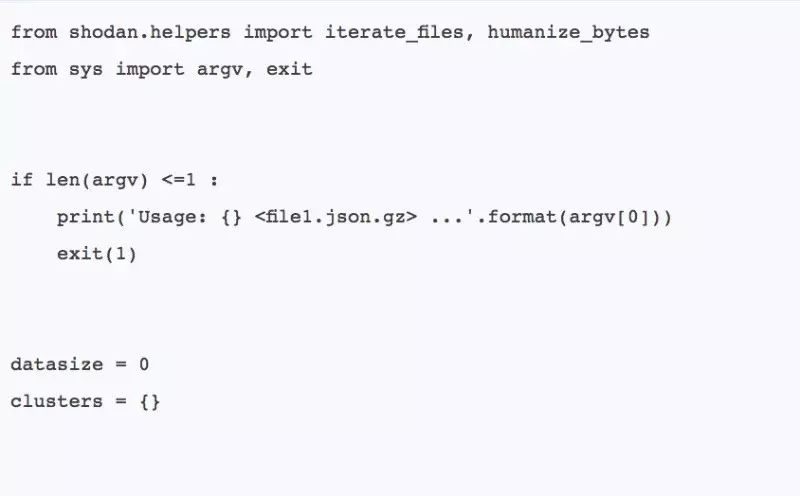 from shodan.helpers import iterate_files, humanize_bytes
from sys import argv, exit
if len(argv) <=1 :
    print('Usage: {} <file1.json.gz> ...'.format(argv[0]))
    exit(1)
datasize = 0
clusters = {}